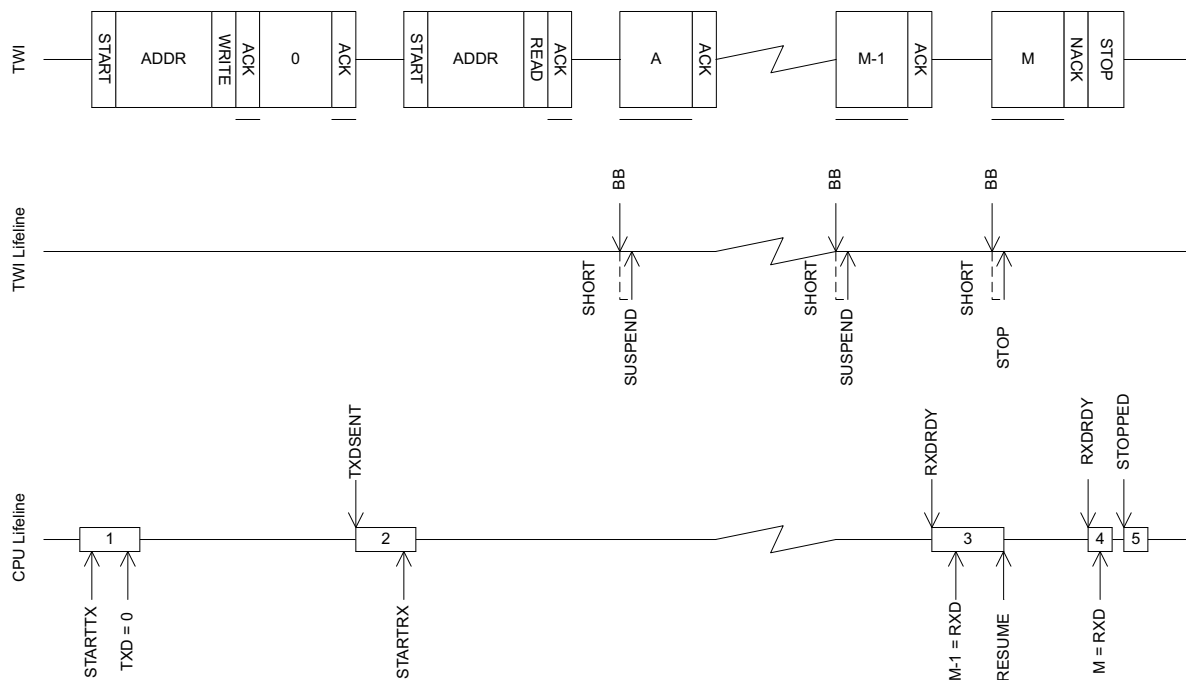 TWI
START
ADDR
WRITE
ACK
0
ACK
START
ADDR
READ
ACK
A
ACK
M-1
ACK
M
NACK
STOP
TWI Lifeline
BB
SHORT
SUSPEND
BB
SHORT
SUSPEND
BB
SHORT
STOP
CPU Lifeline
1
STARTTX
TXD = 0
TXDSENT
2
STARTRX
RXDRDY
3
M-1 = RXD
RESUME
RXDRDY
4
M = RXD
STOPPED
5